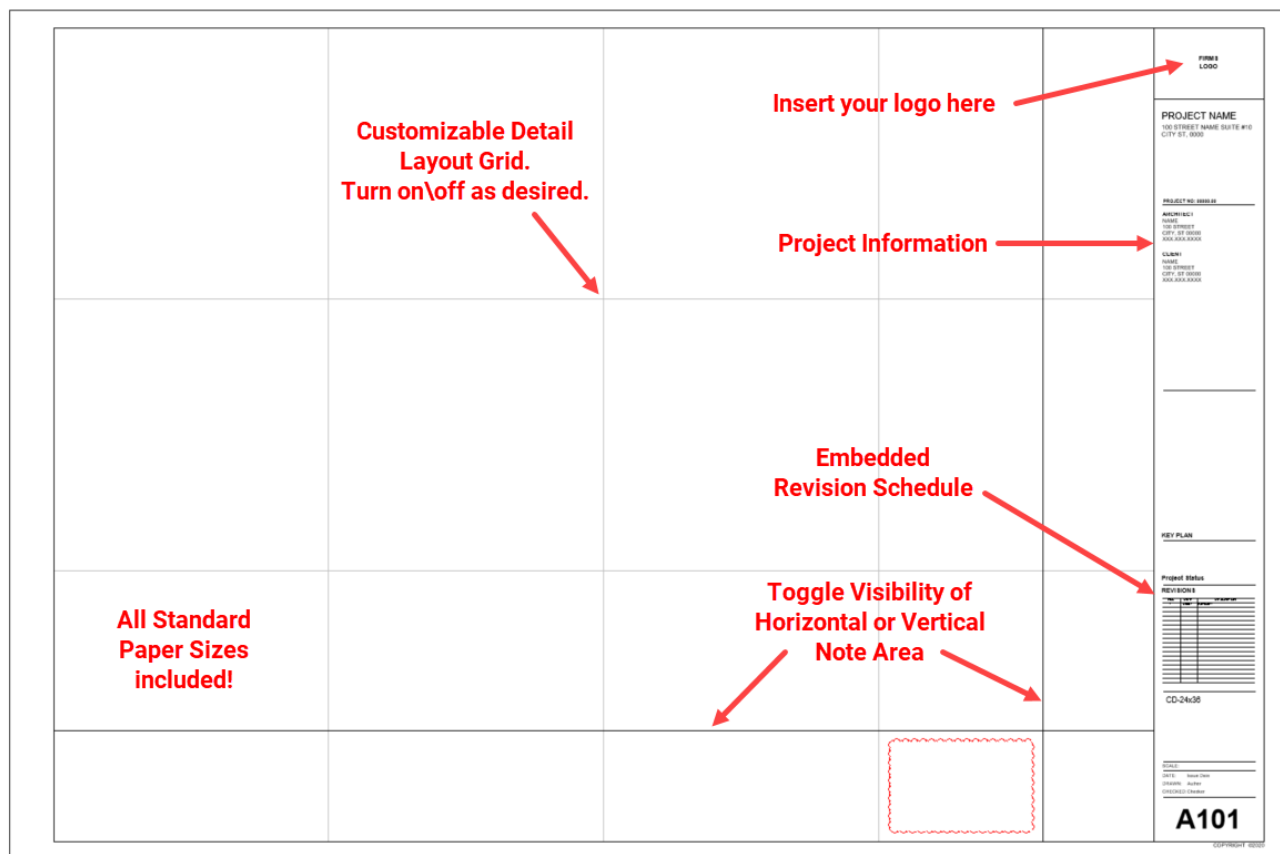 FIRMS
LOGO
Insert your logo here
PROJECT NAME
100 STREET NAME SUITE #10
CITY ST, 0000
Customizable Detail
Layout Grid.
Turn on\off as desired.
PROJECT NO:
ARCHITECT
NAME
100 STREET
CITY, ST 00000
XXX.XXX.XXXX
Project Information
CLIENT
NAME
100 STREET
CITY, ST 00000
XXX.XXX.XXXX
Embedded
Revision Schedule
KEY PLAN
Project Status
REVISIONS
Toggle Visibility of
Horizontal or Vertical
Note Area
All Standard
Paper Sizes
included!
CD-24x36
SCALE:
DATE: Issue Date
DRAWN: Author
CHECKED: Checker
A101
COPYRIGHT ©2020